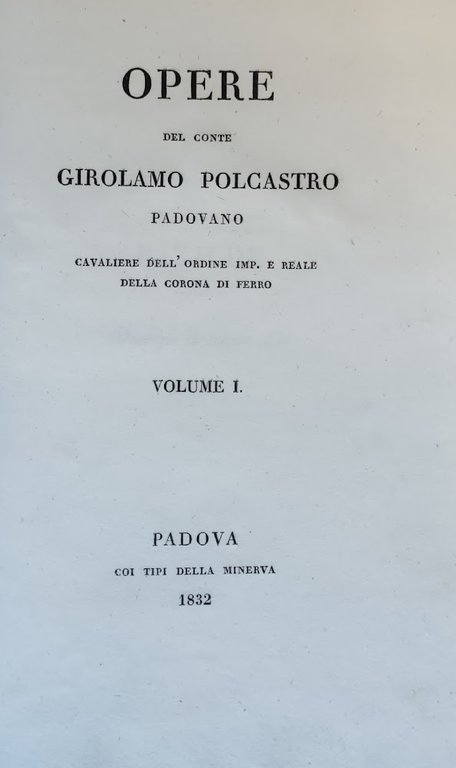 OPERE
DEL CONTE
GIROLAMO POLCASTRO
PADOVANO
CAVALIERE DELL' ORDINE IMP. E REALE
DELLA CORONA DI FERRO
VOLUME I.
PADOVA
COI TIPI DELLA MINERVA
1832